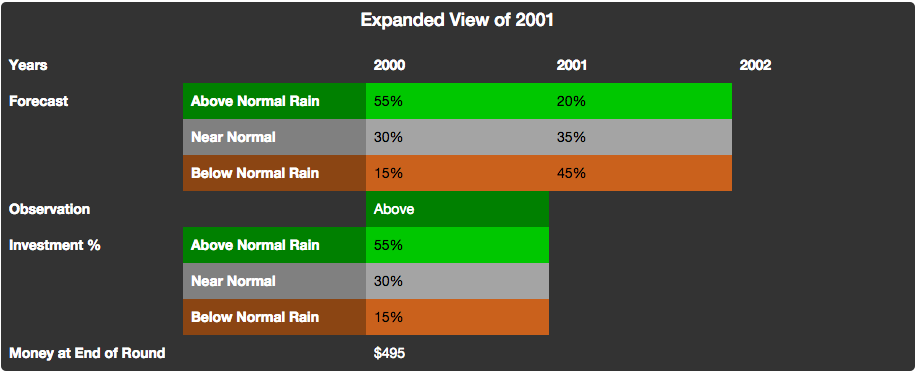 Expanded View of 2001
Years 2000 2001 2002
Forecast Above Normal Rain 55% 20%
Near Normal 30% 35%
Below Normal Rain 15% 45%
Observation Above
Investment % Above Normal Rain 55%
Near Normal 30%
Below Normal Rain 15%
Money at End of Round $495